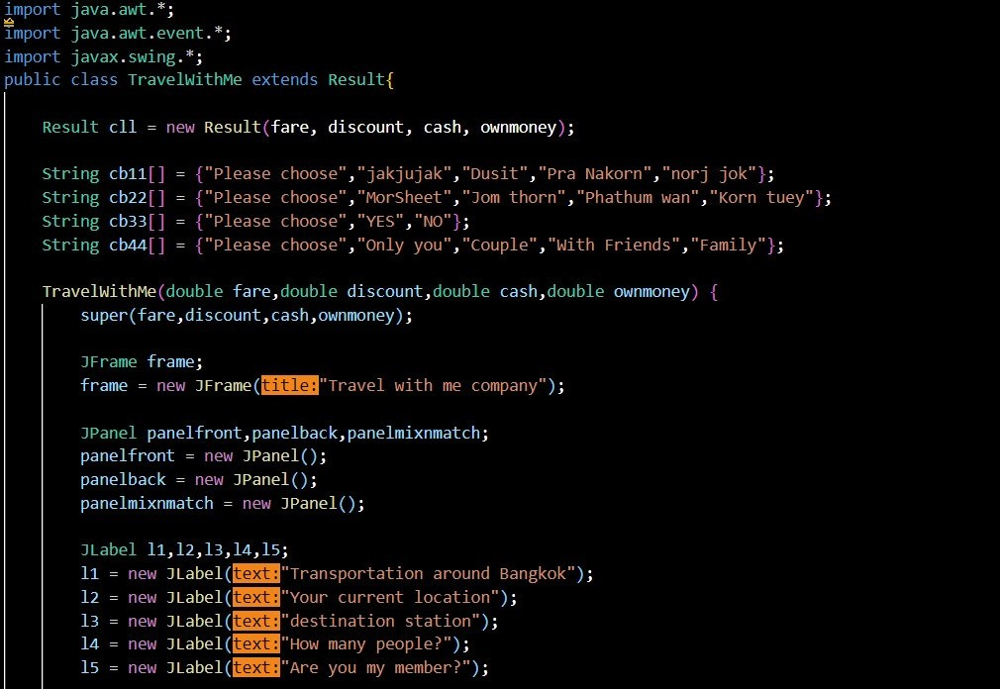 import java.awt.*;
import java.awt.event.*;
import javax.swing.*;
public class TravelWithMe extends Result{
Result cll = new Result(fare, discount, cash, ownmoney);
String cb11[] = {"Please choose","jakjujak","Dusit","Pra Nakorn","norj jok"};
String cb22[] = {"Please choose","MorSheet","Jom thorn","Phathum wan","Korn tuey"};
String cb33[] = {"Please choose","YES","NO"};
String cb44[] = {"Please choose","Only you","Couple","With Friends","Family"};
TravelWithMe(double fare,double discount,double cash,double ownmoney) {
super(fare,discount,cash,ownmoney);
JFrame frame;
frame = new JFrame(title:"Travel with me company");
JPanel panelfront,panelback,panelmixnmatch;
panelfront = new JPanel();
panelback = new JPanel();
panelmixnmatch = new JPanel();
JLabel l1,l2,l3,l4,l5;
l1 = new JLabel(text:"Transportation around Bangkok");
l2 = new JLabel(text:"Your current location");
l3 = new JLabel(text:"destination station");
l4 = new JLabel(text:"How many people?");
l5 = new JLabel(text:"Are you my member?");